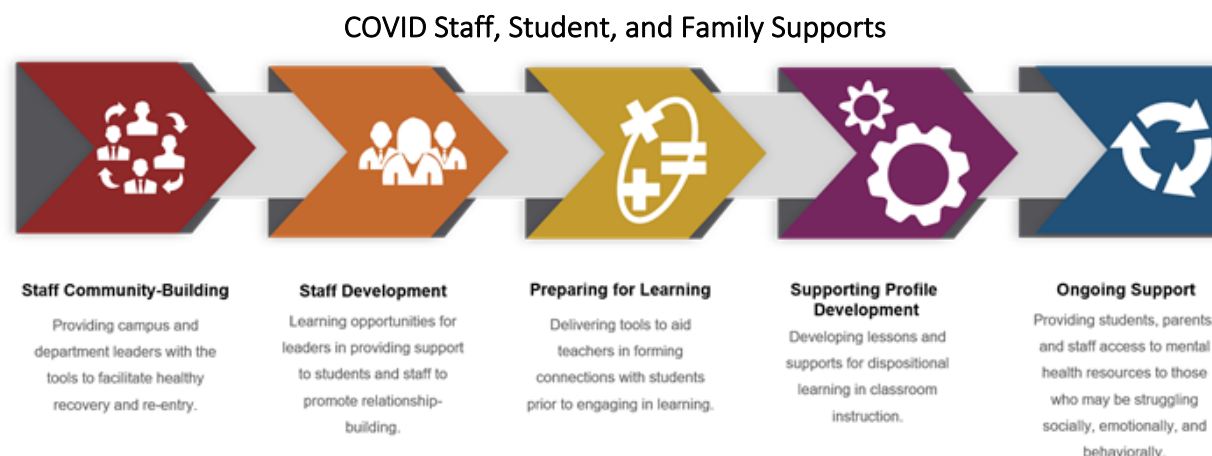 COVID Staff, Student, and Family Supports
Staff Community-Building
Providing campus and
department leaders with the
tools to facilitate healthy
recovery and re-entry.
Staff Development
Learning opportunities for
leaders in providing support
to students and staff to
promote relationship-
building.
Preparing for Learning
Delivering tools to aid
teachers in forming
connections with students
prior to engaging in learning.
Supporting Profile
Development
Developing lessons and
supports for dispositional
learning in classroom
instruction.
Ongoing Support
Providing students, parents
and staff access to mental
health resources to those
who may be struggling
socially, emotionally, and
behaviorally.